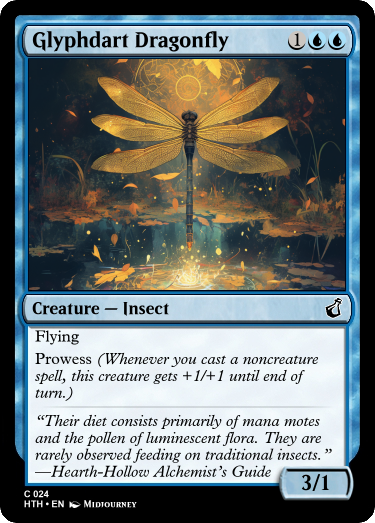 Glyphdart Dragonfly 1
Creature — Insect
Flying
Prowess (Whenever you cast a noncreature
spell, this creature gets +1/+1 until end of
turn.)
“Their diet consists primarily of mana motes
and the pollen of luminescent flora. They are
rarely observed feeding on traditional insects.”
—Hearth-Hollow Alchemist’s Guide
3/1
C 024
HTH • EN Midjourney